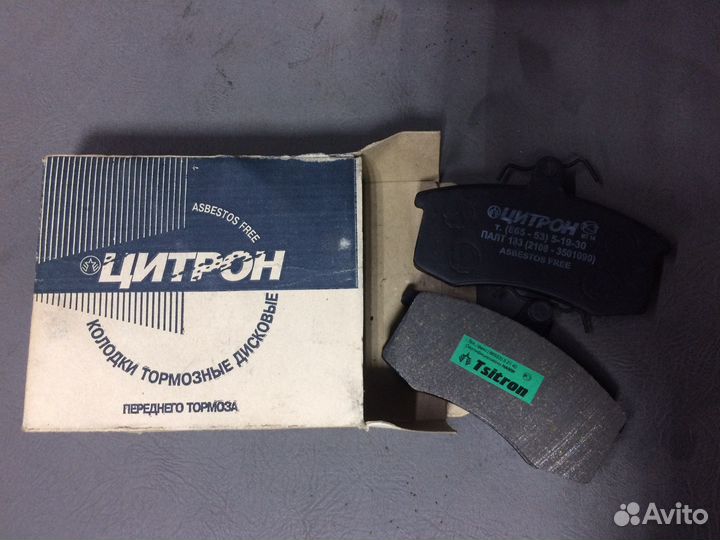 ASBESTOS FREE
ЦИТРОН
КОЛОДКИ ТОРМОЗНЫЕ ДИСКОВЫЕ
ПЕРЕДНЕГО ТОРМОЗА
ЦИТРОН
т. (865 - 53) 5-19-30
ПАЛТ 183 (2108 - 3501090)
ASBESTOS FREE
Tsitron
Avito